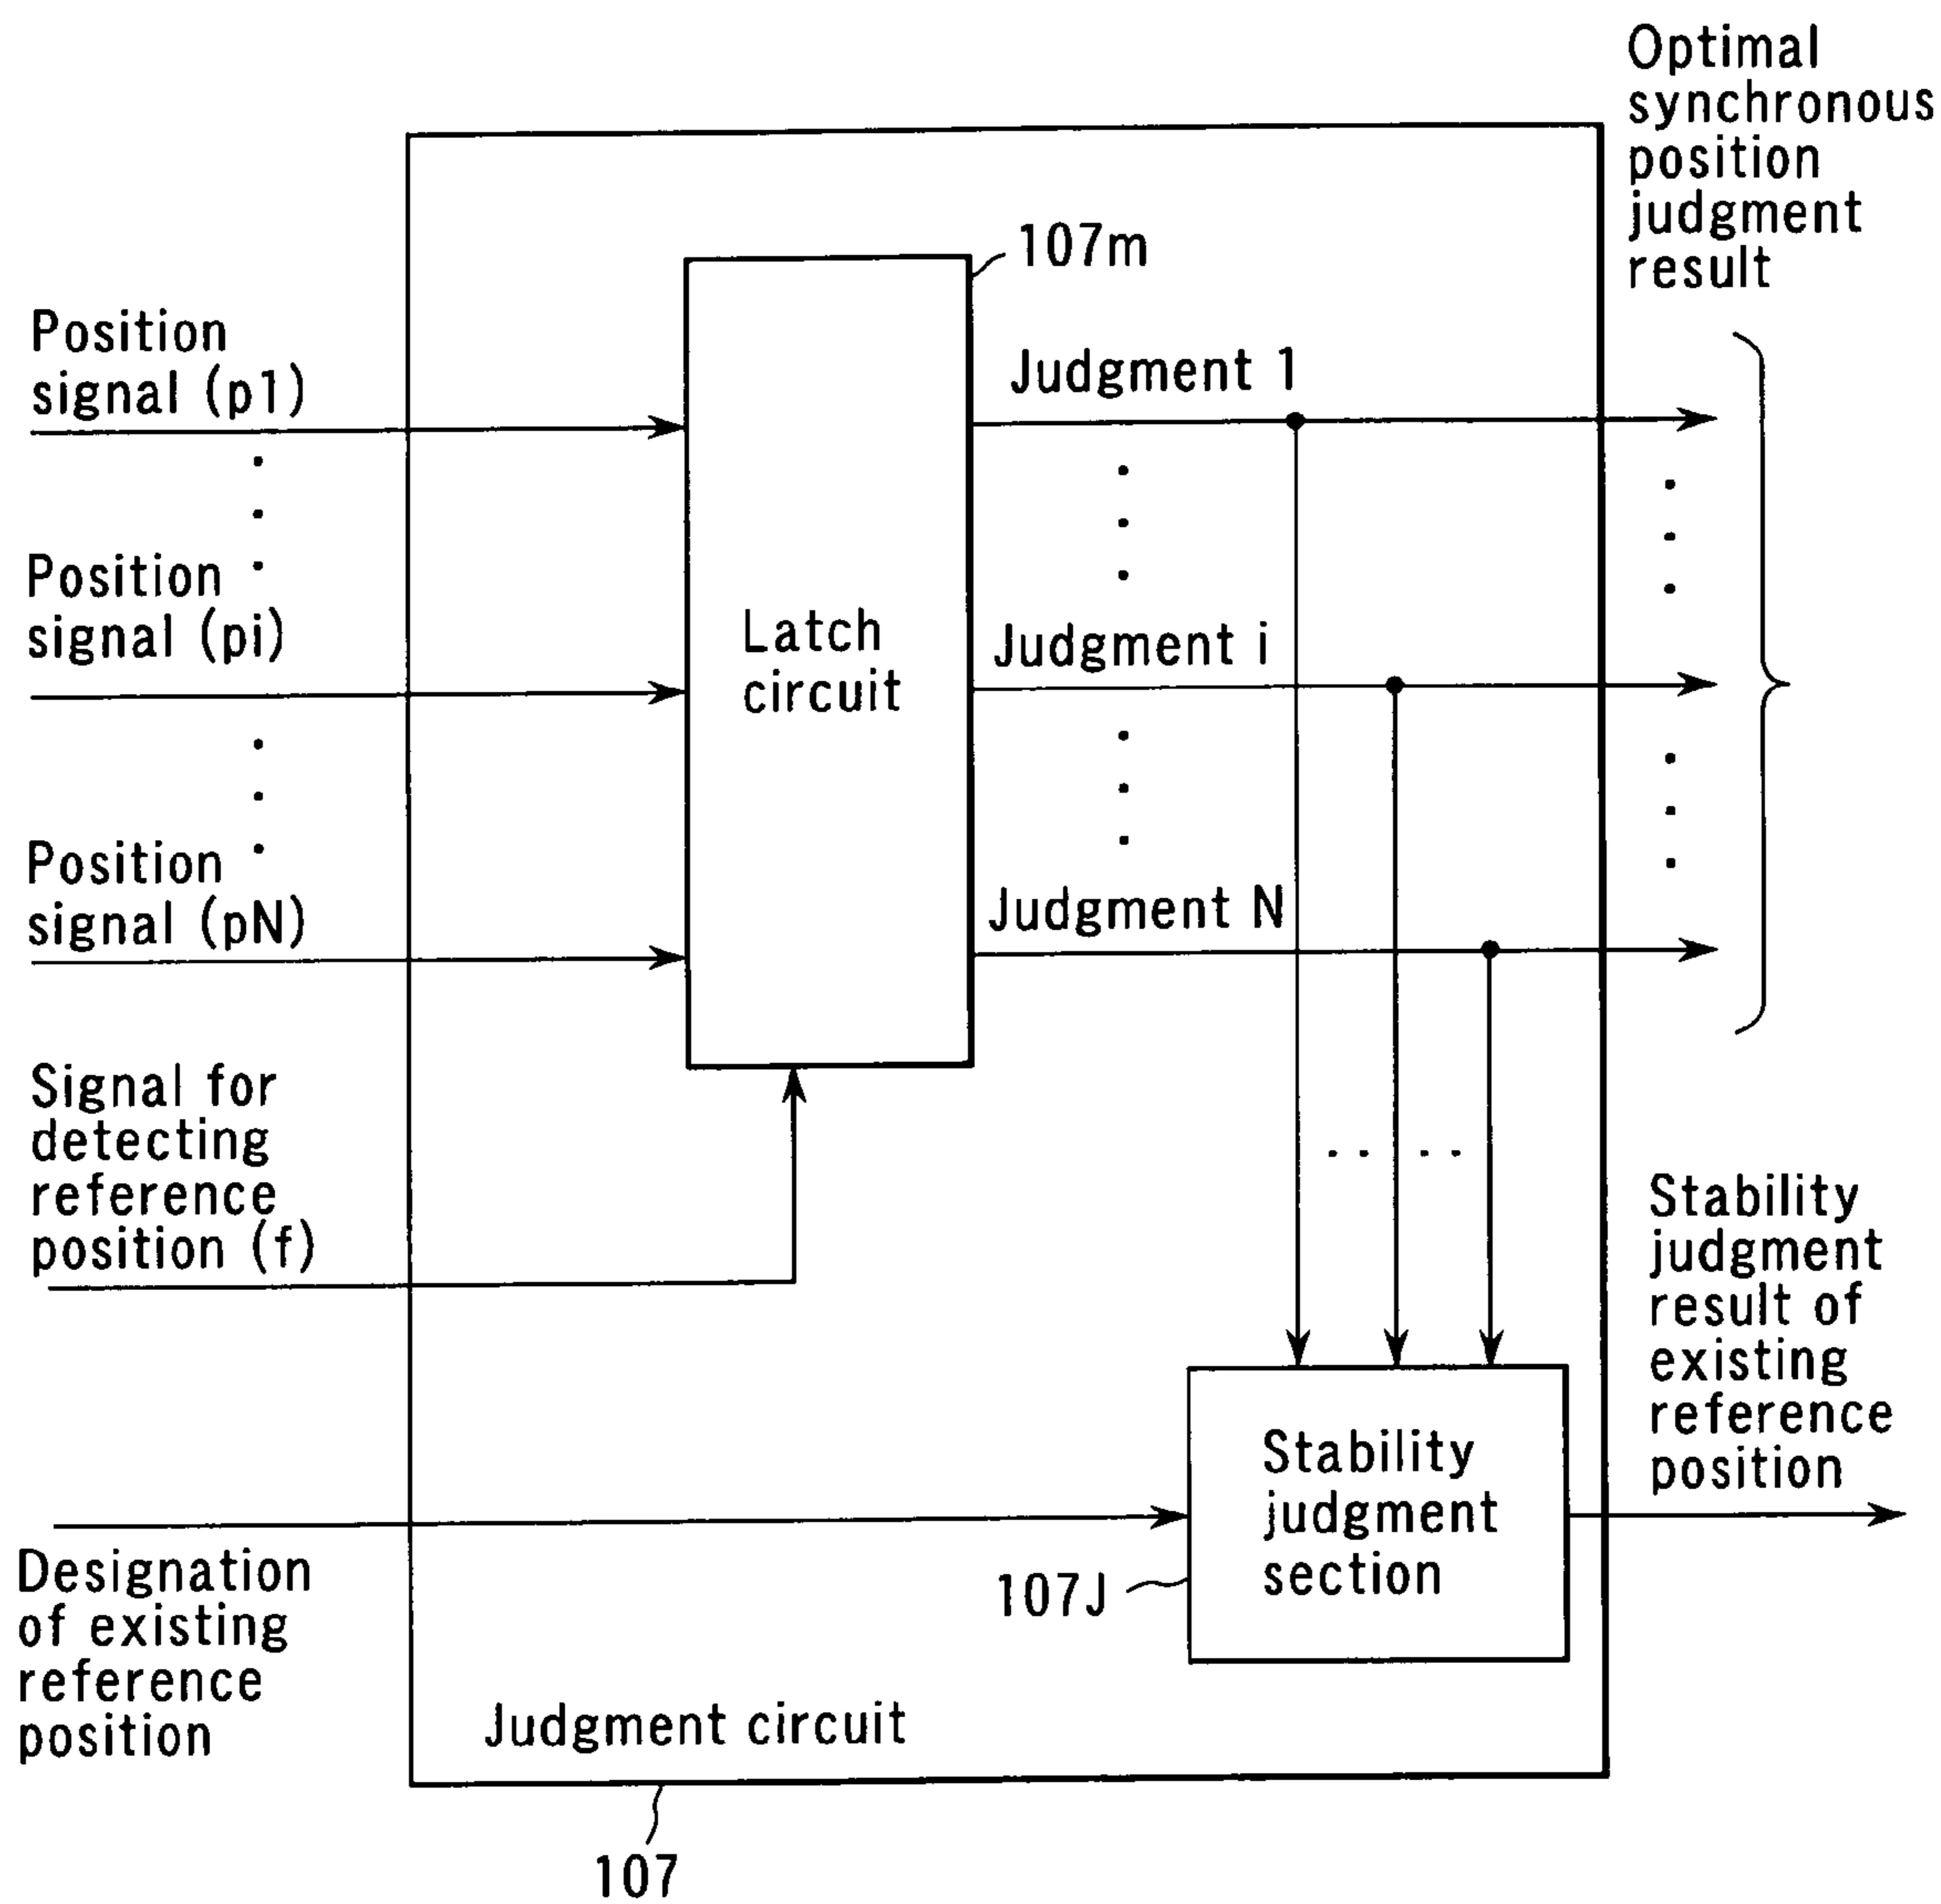 Optimal
synchronous
position
judgment
result
107m
Position
signal (p1)
Judgment 1
Position
signal (pi)
Latch
circuit
Judgment i
Position
signal (pN)
Judgment N
Signal for
detecting
reference
position (f)
Stability
judgment
result of
existing
reference
position
Stability
judgment
section
107J
Designation
of existing
reference
position
Judgment circuit
107